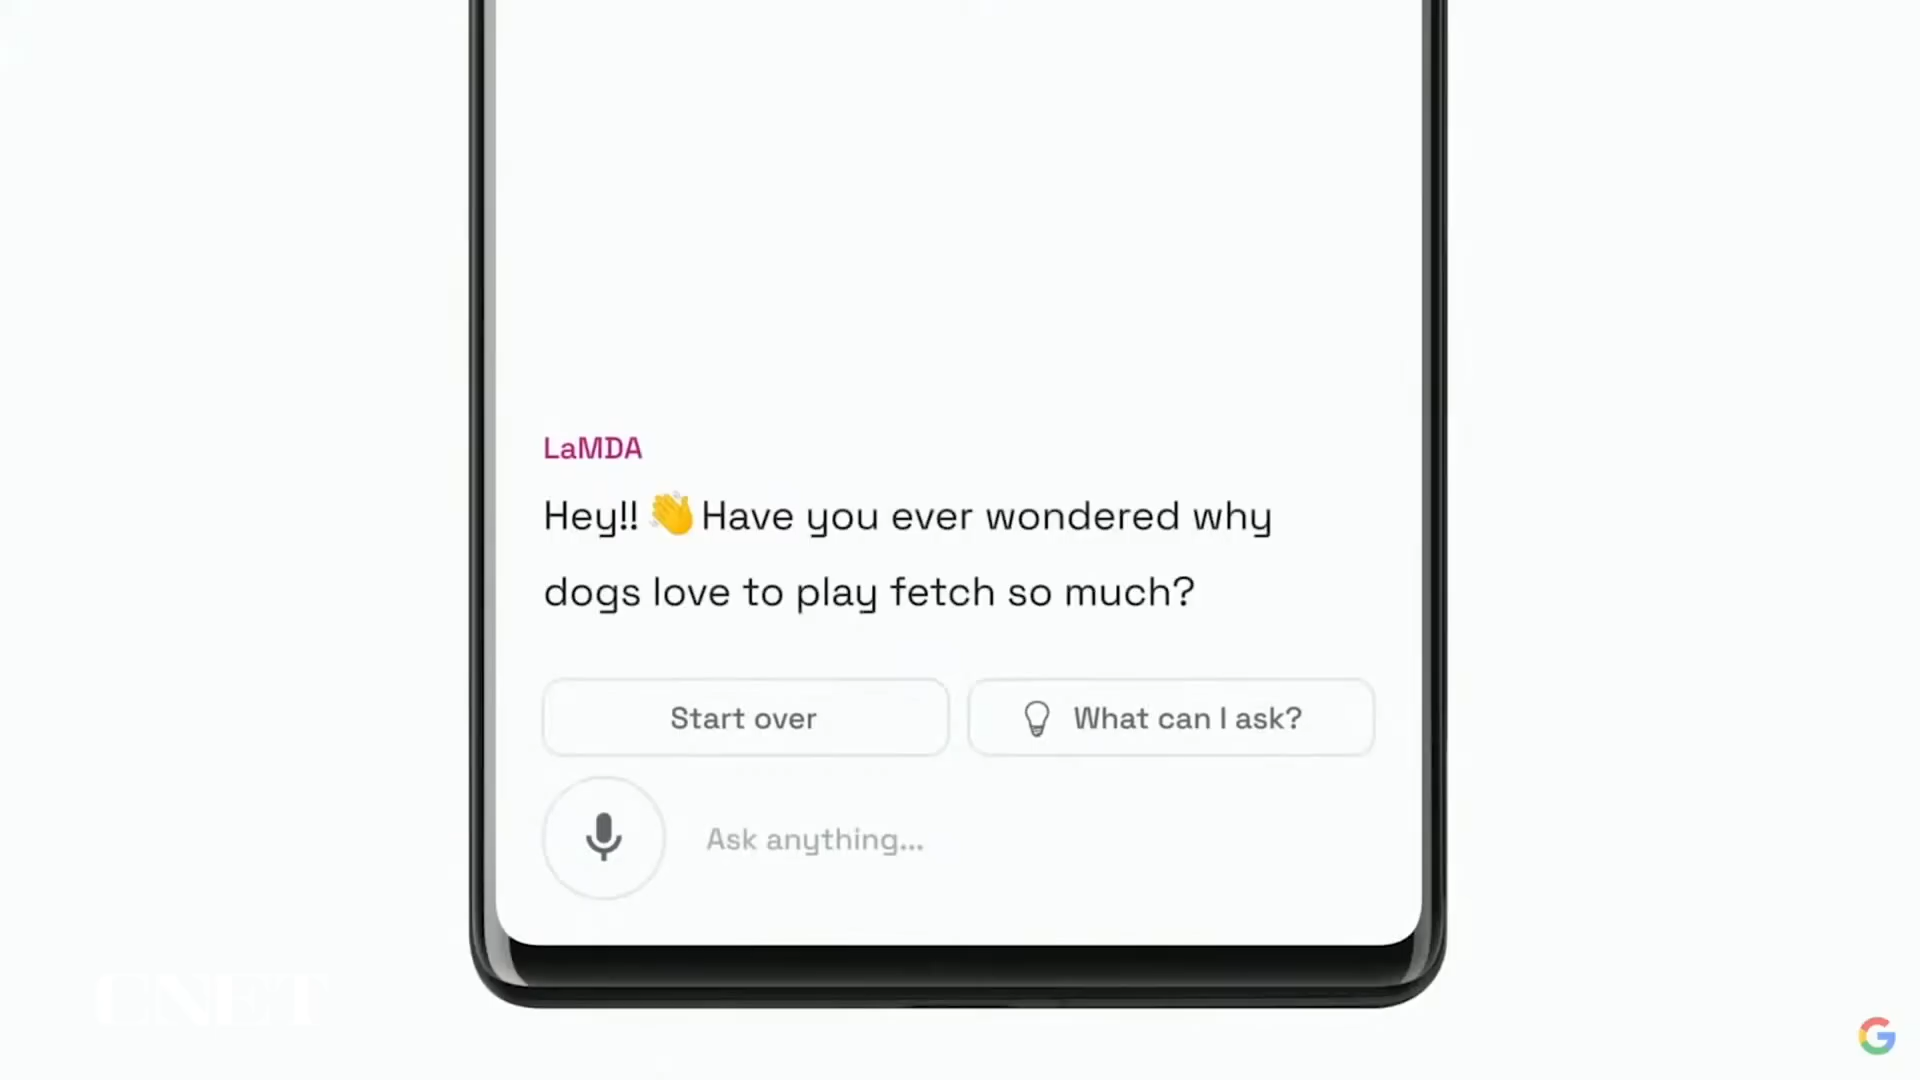 LaMDA
Hey!! 👋 Have you ever wondered why
dogs love to play fetch so much?
Start over
What can I ask?
Ask anything...
CNET
G